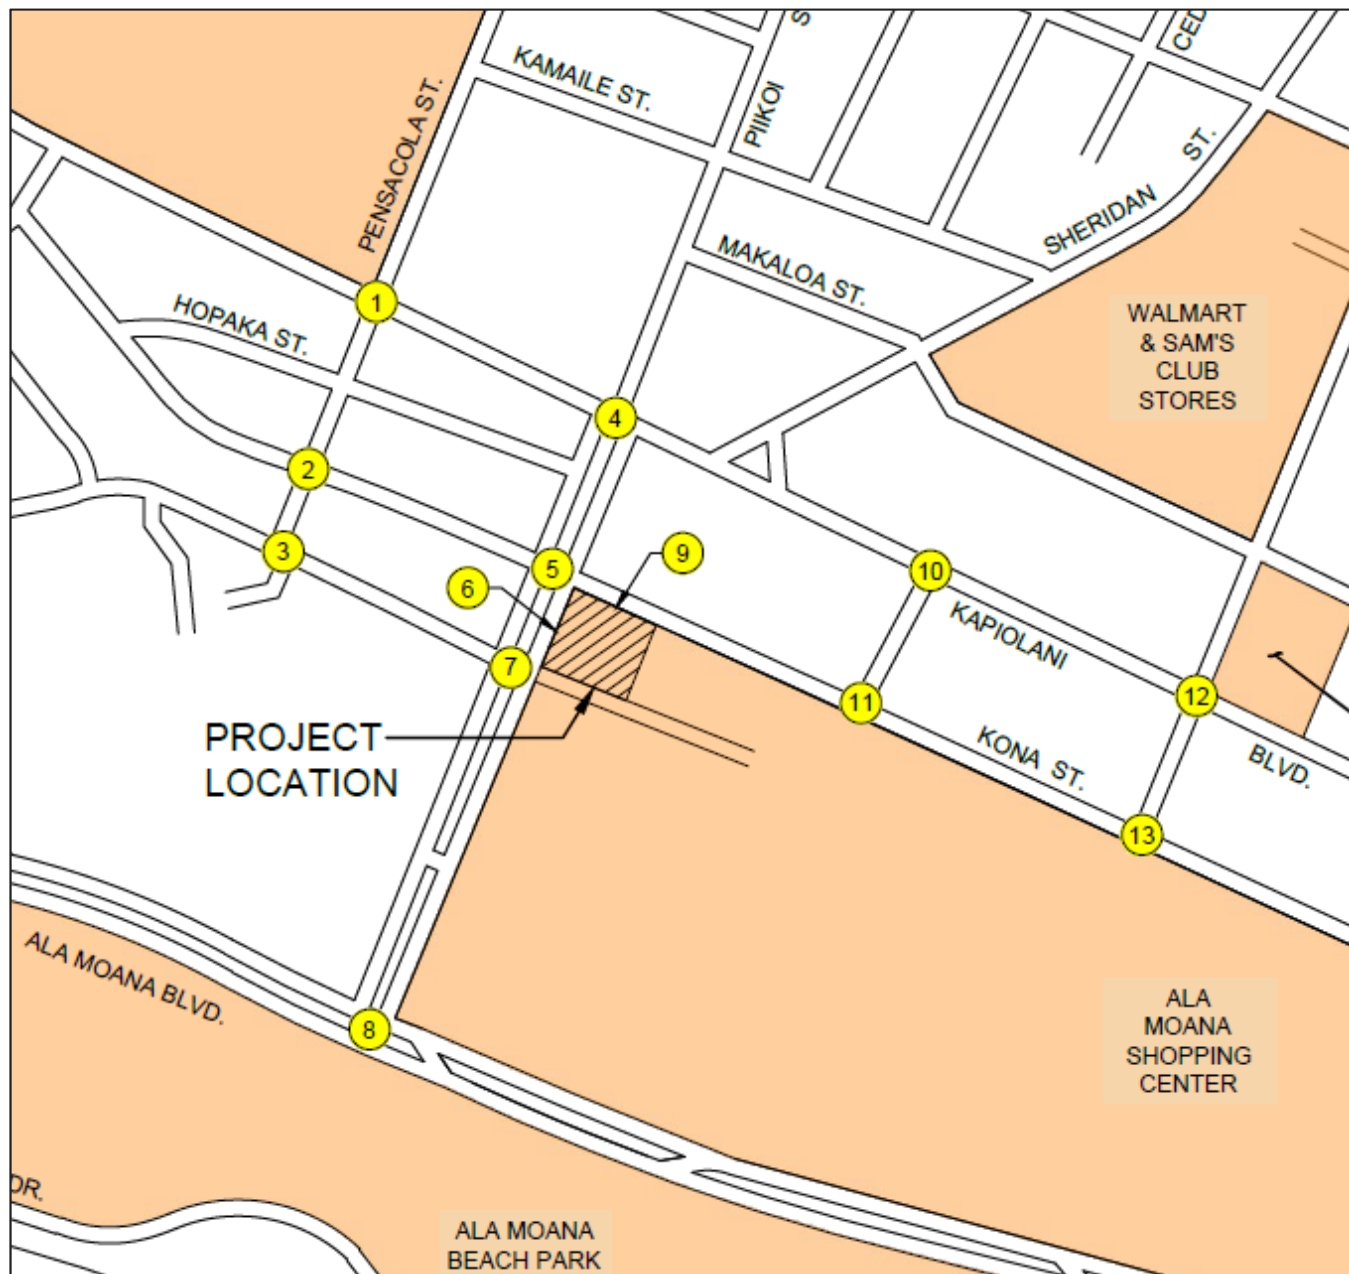 S
CED
KAMAILE ST.
PENSACOLA ST.
PIIKOI
ST.
SHERIDAN
MAKALOA ST.
HOPAKA ST.
1
WALMART
& SAM'S
CLUB
STORES
4
2
3
5
9
6
10
KAPIOLANI
7
11
12
PROJECT
LOCATION
KONA ST.
BLVD.
13
ALA MOANA BLVD.
8
ALA
MOANA
SHOPPING
CENTER
DR.
ALA MOANA
BEACH PARK